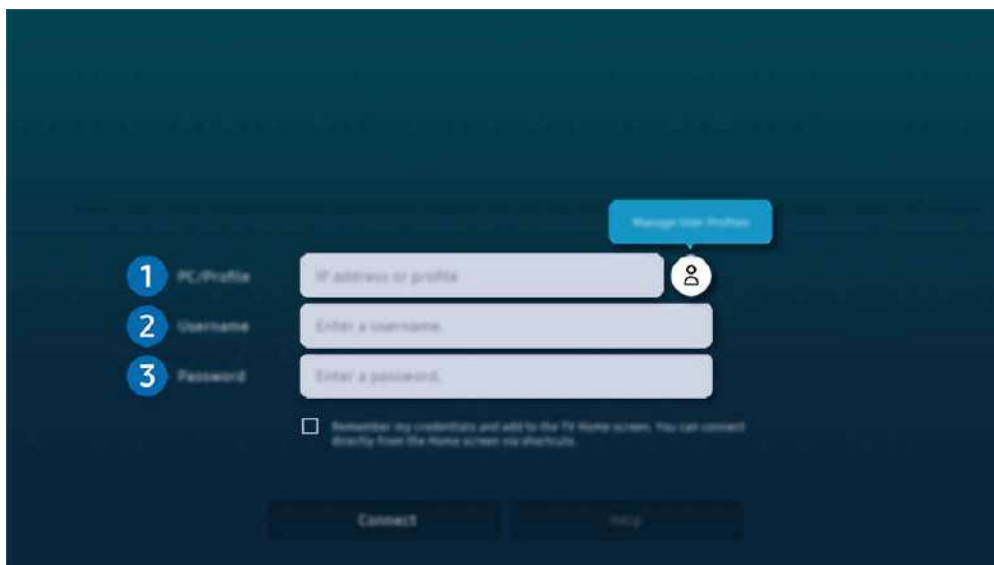 Manage User Profiles
1 PC/Profile IP address or profile
2 Username Enter a username.
3 Password Enter a password.
Remember my credentials and add to the TV Home screen. You can connect
directly from the Home screen via shortcuts.
Connect Help